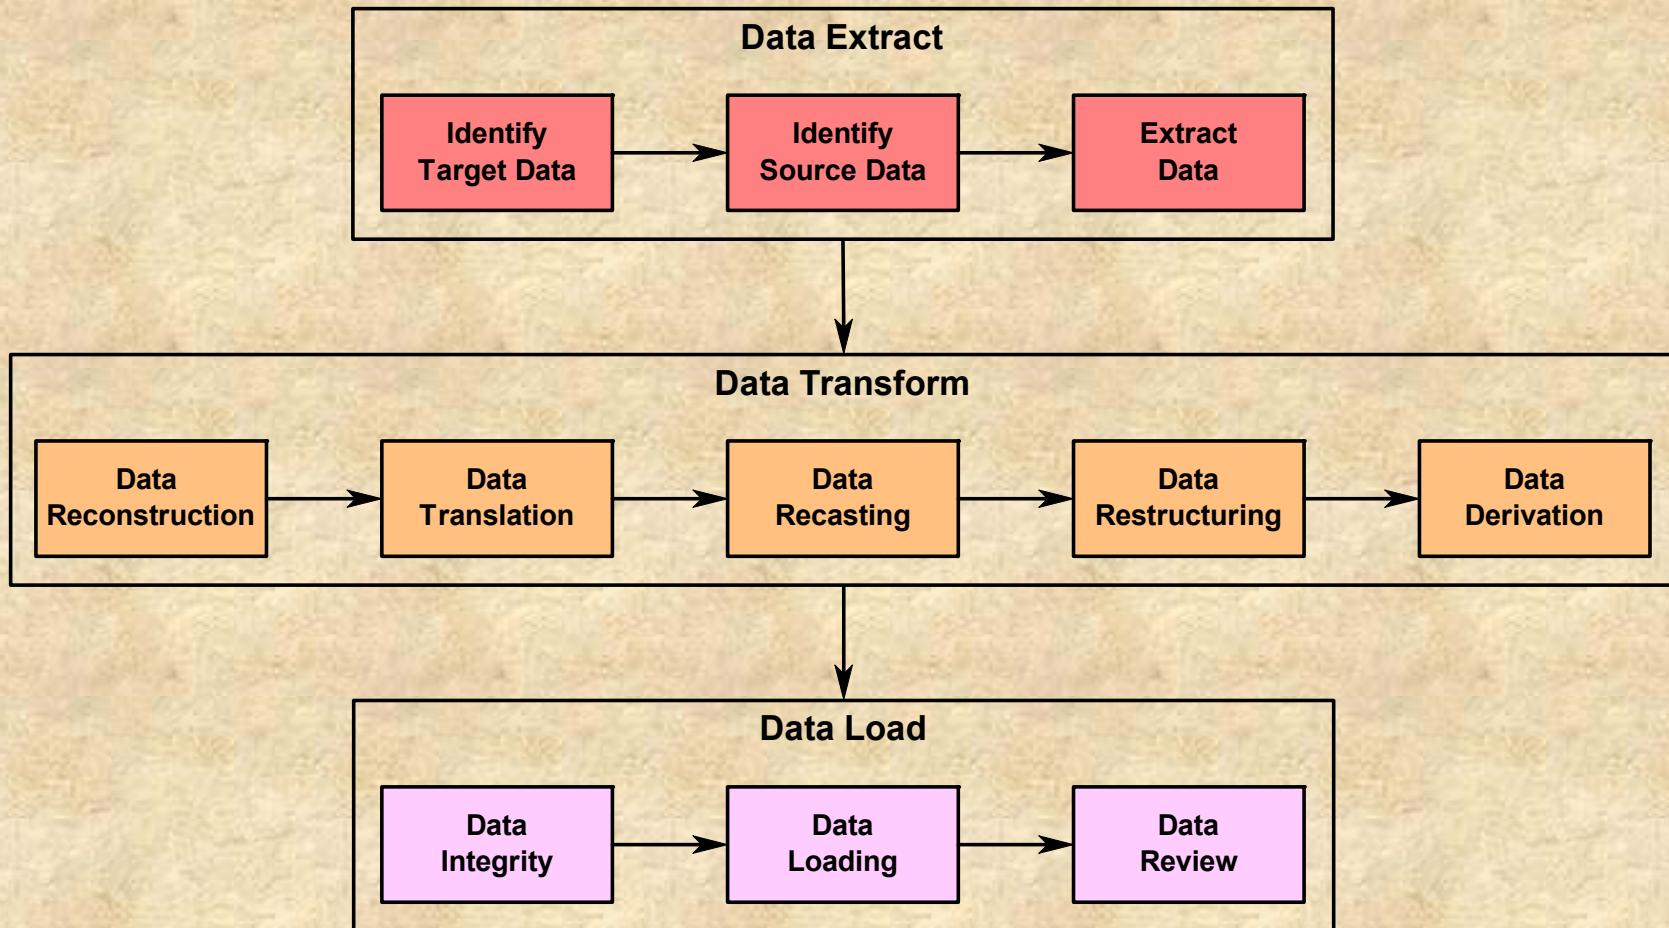 Data Extract
Identify
Target Data
Identify
Source Data
Extract
Data
Data Transform
Data
Reconstruction
Data
Translation
Data
Recasting
Data
Restructuring
Data
Derivation
Data Load
Data
Integrity
Data
Loading
Data
Review